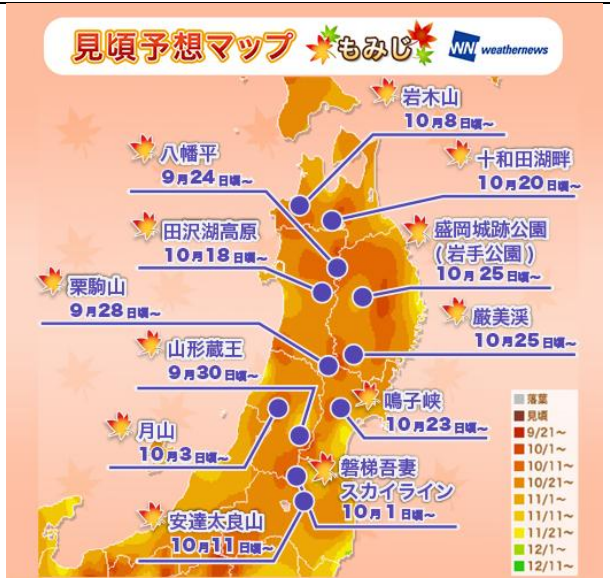 見頃予想マップ もみじ WN weathernews
岩木山
10月8日頃~
八幡平
9月24日頃~
十和田湖畔
10月20日頃~
田沢湖高原
10月18日頃~
盛岡城跡公園
(岩手公園)
10月25日頃~
栗駒山
9月28日頃~
厳美渓
10月25日頃~
山形蔵王
9月30日頃~
鳴子峡
10月23日頃~
月山
10月3日頃~
磐梯吾妻
スカイライン
10月1日頃~
安達太良山
10月11日頃~
落葉
見頃
9/21~
10/1~
10/11~
10/21~
11/1~
11/11~
11/21~
12/1~
12/11~